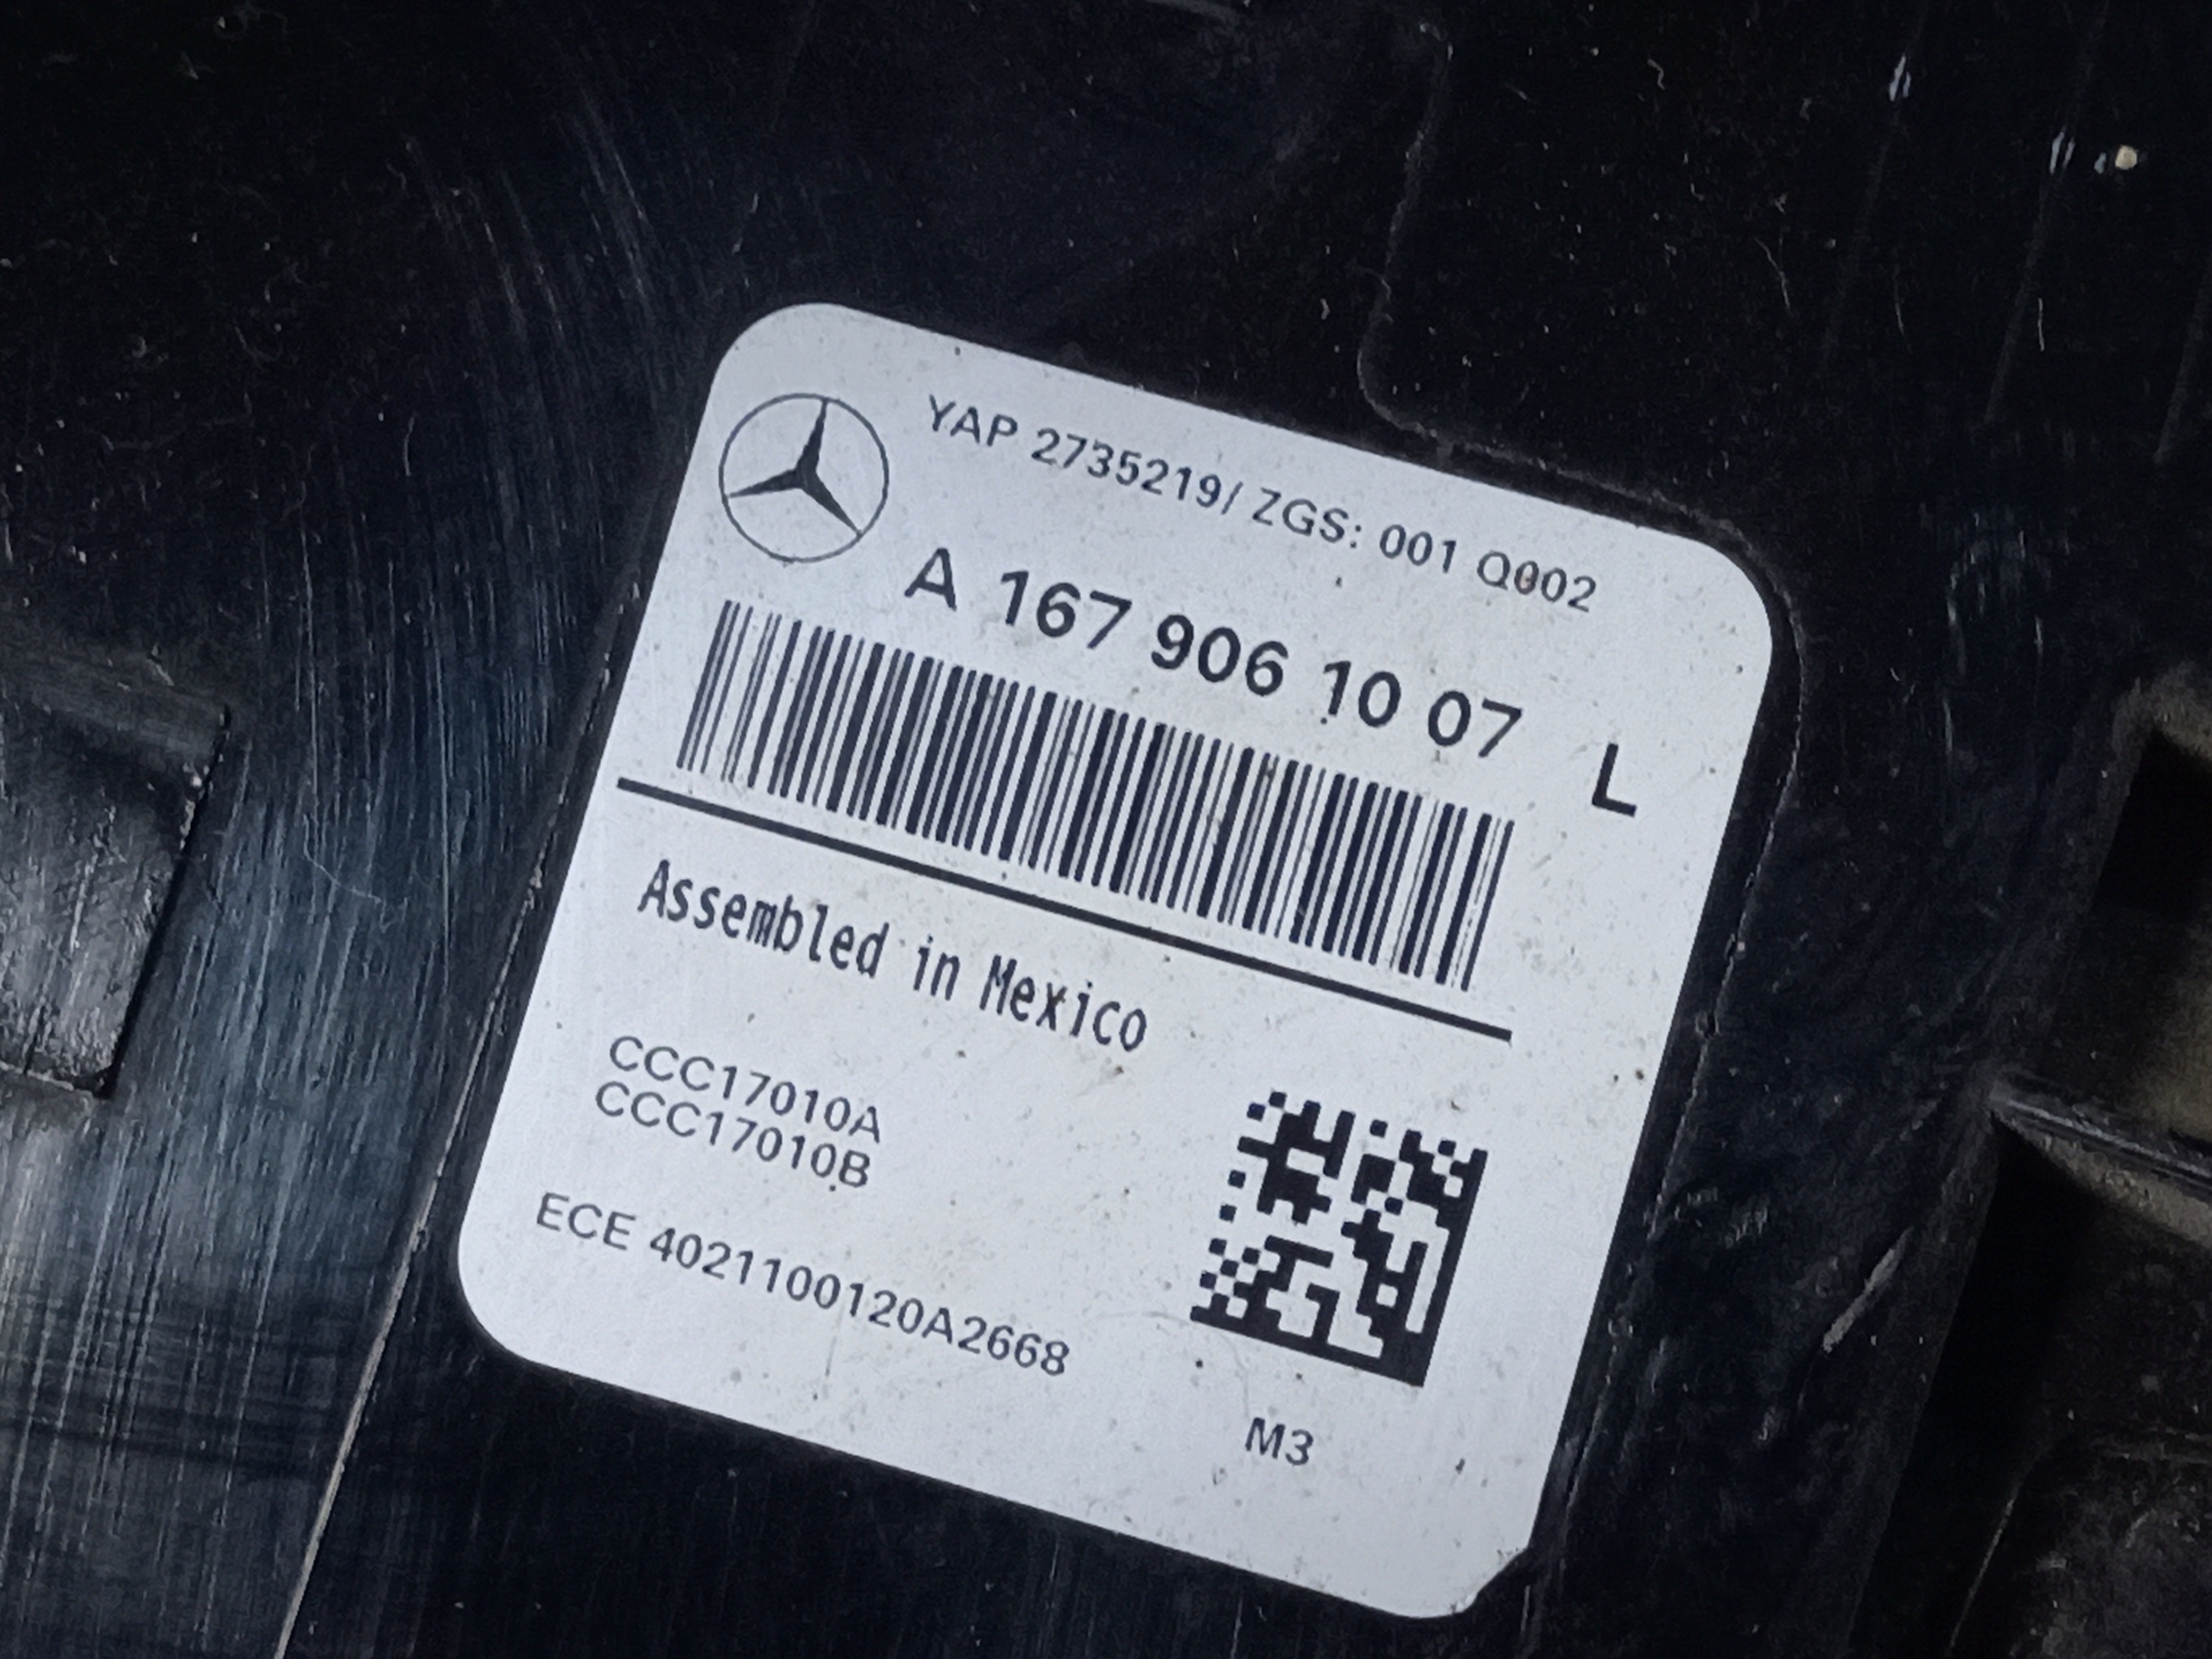 YAP 2735219/ ZGS: 001 Q002
A 167 906 10 07 L
Assembled in Mexico
CCC17010A
CCC17010B
ECE 4021100120A2668
M3